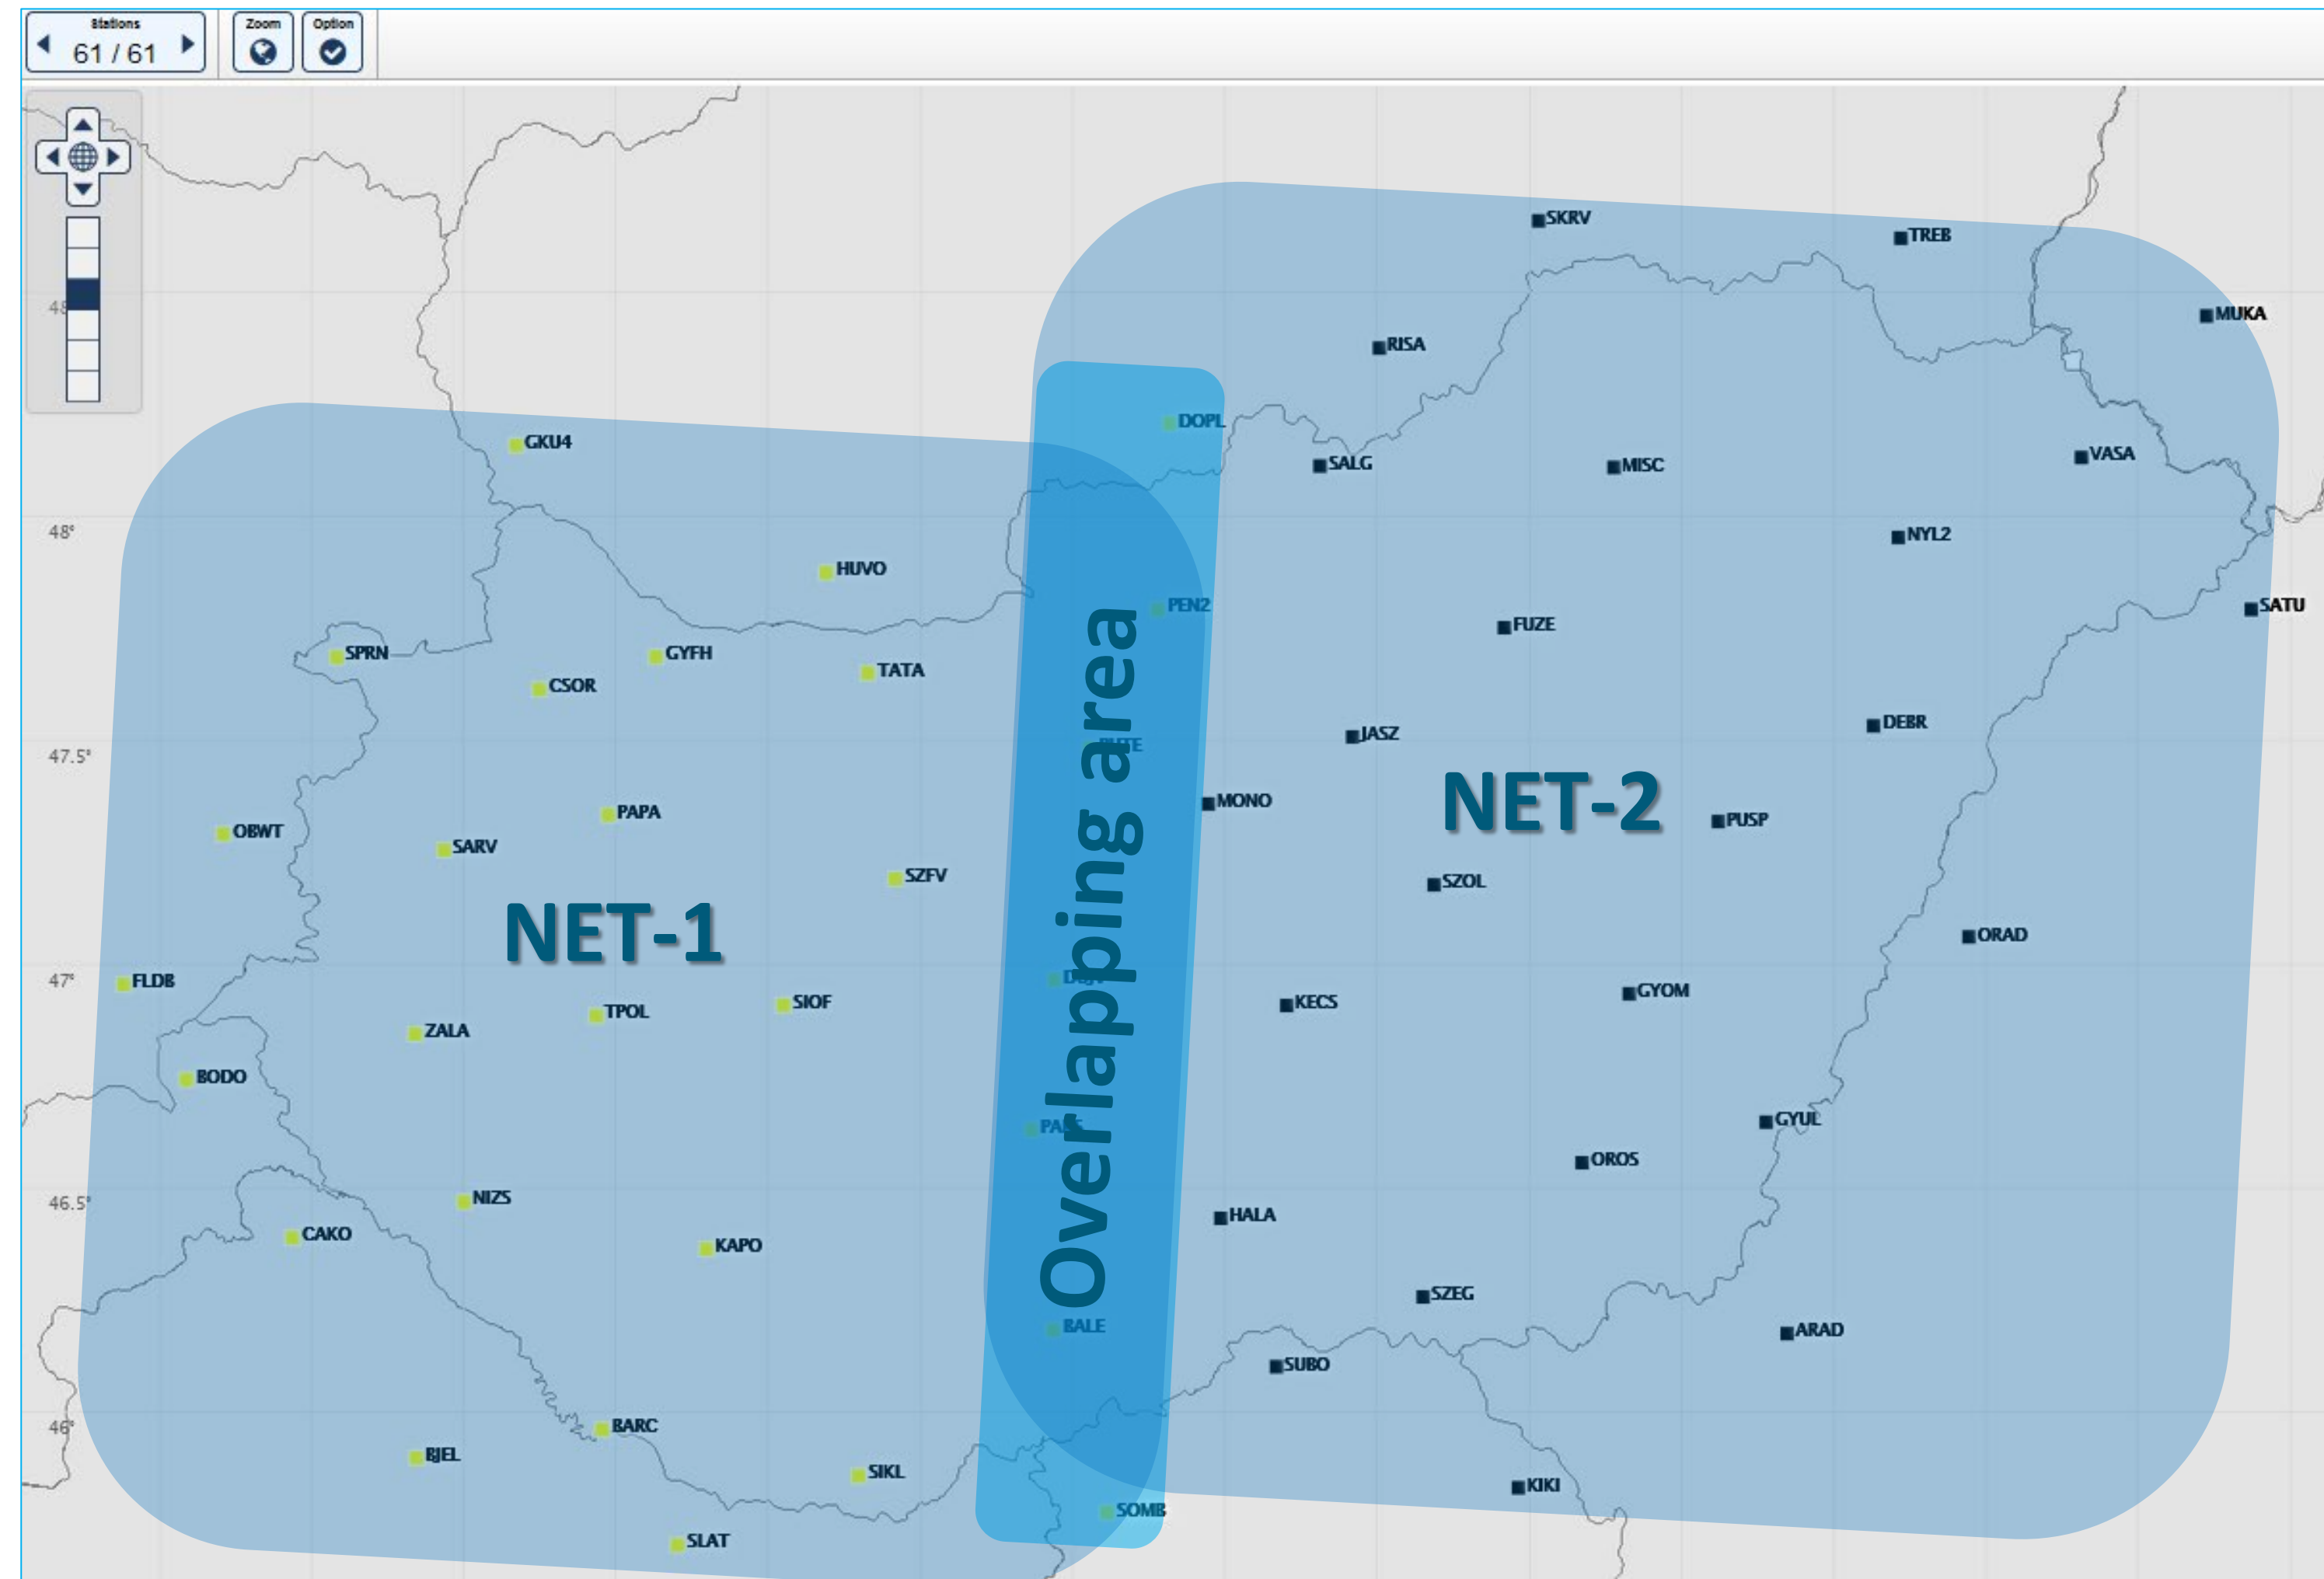 Stations
61 / 61
Zoom
Option
SKRV
TREB
MUKA
RISA
DOPL
GKU4
VASA
SALG
MISC
48°
NYL2
HUVO
PEN2
SATU
FUZE
SPRN
GYFH
TATA
CSOR
DEBR
JASZ
47.5°
MONO
NET-2
PAPA
PUSP
OBWT
SARV
SZFV
SZOL
NET-1
Overlapping area
ORAD
47°
FLDB
GYOM
SIOF
KECS
TPOL
ZALA
BODO
GYUL
OROS
46.5°
NIZS
HALA
CAKO
KAPO
SZEG
BALE
ARAD
SUBO
46°
BARC
BJEL
SIKL
KIKI
SOMB
SLAT